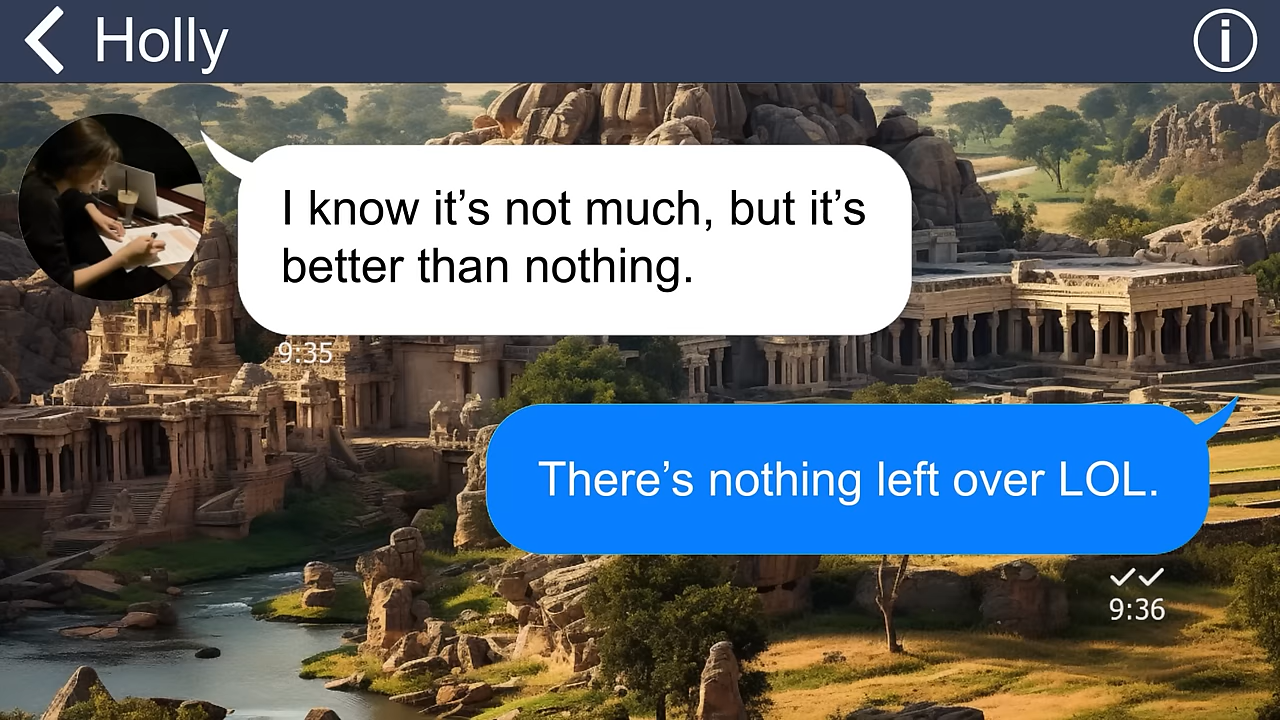 Holly
I know it’s not much, but it’s
better than nothing.
9:35
There’s nothing left over LOL.
9:36